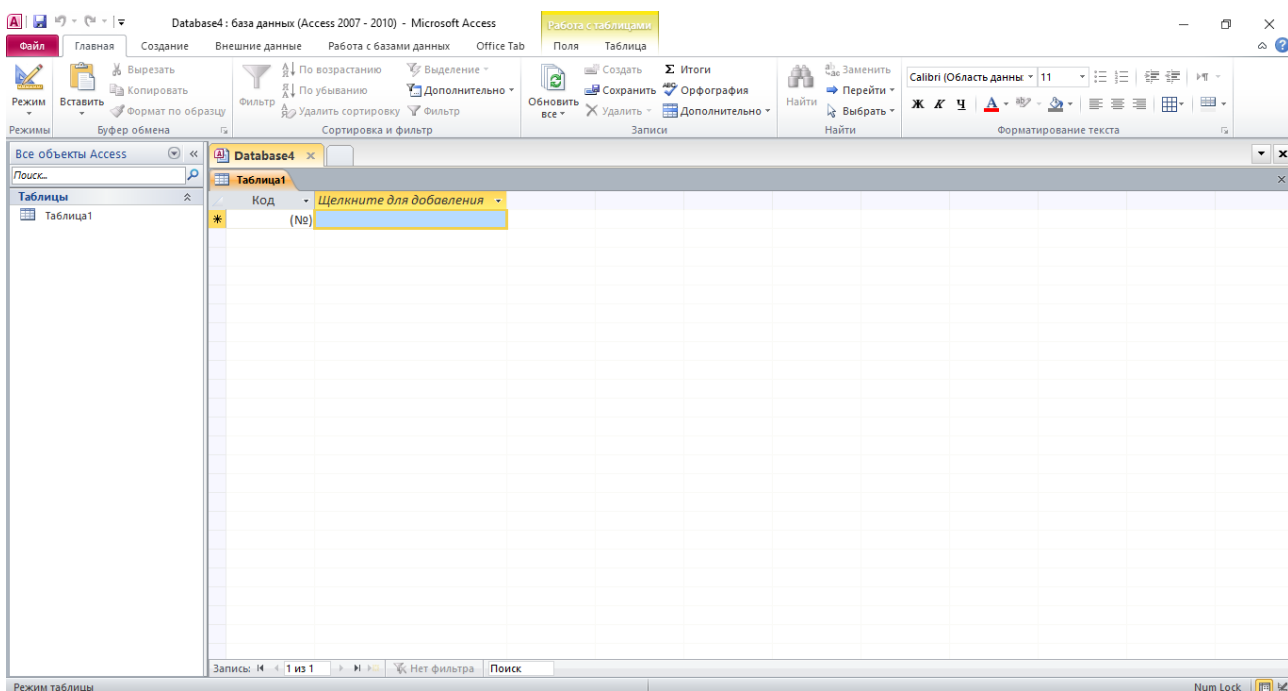 Database4 : база данных (Access 2007 - 2010) - Microsoft Access
Работа с таблицами
Файл Главная Создание Внешние данные Работа с базами данных Office Tab Поля Таблица
Вырезать По возрастанию Выделение Создать Σ Итоги Заменить
Calibri (Область данны 11
Копировать По убыванию Дополнительно Сохранить Орфография Перейти
Режим Вставить Формат по образцу Фильтр Удалить сортировку Фильтр Обновить все Удалить Дополнительно Найти Выбрать Ж К Ч
Режимы Буфер обмена Сортировка и фильтр Записи Найти Форматирование текста
Все объекты Access Database4
Поиск... Таблица1
Таблицы Код Щелкните для добавления
Таблица1 (№)
Запись: 1 из 1 Нет фильтра Поиск
Режим таблицы Num Lock